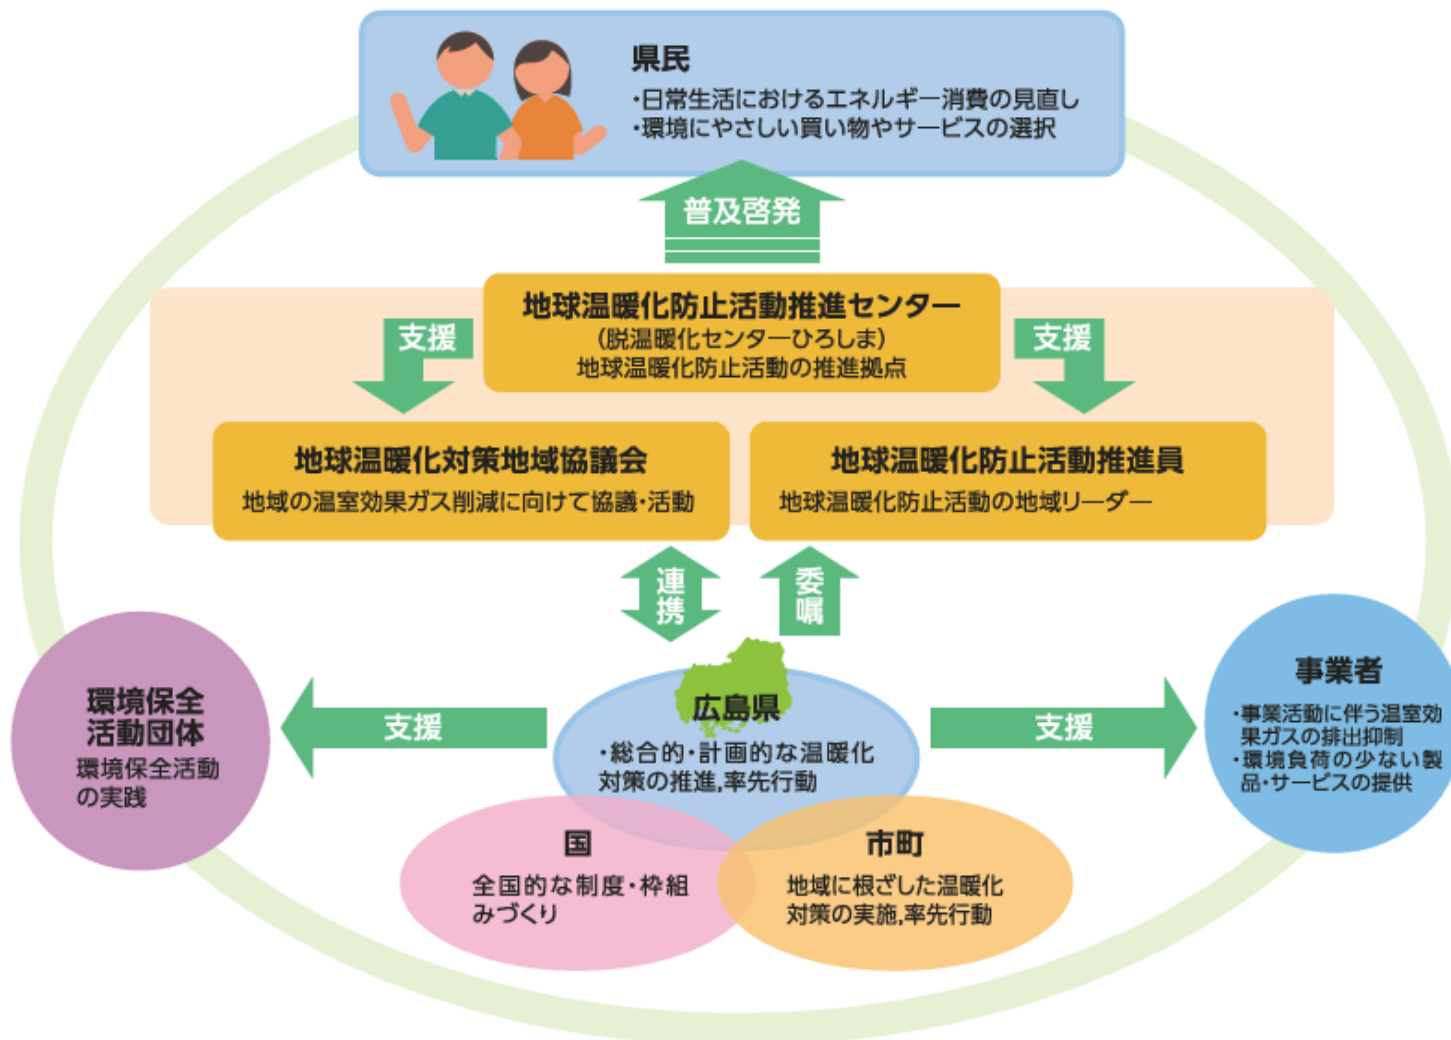 県民
・日常生活におけるエネルギー消費の見直し
・環境にやさしい買い物やサービスの選択
普及啓発
地球温暖化防止活動推進センター
(脱温暖化センターひろしま)
地球温暖化防止活動の推進拠点
支援
支援
地球温暖化対策地域協議会
地域の温室効果ガス削減に向けて協議・活動
地球温暖化防止活動推進員
地球温暖化防止活動の地域リーダー
連携
委嘱
環境保全
活動団体
環境保全活動
の実践
支援
広島県
・総合的・計画的な温暖化
対策の推進,率先行動
支援
事業者
・事業活動に伴う温室効
果ガスの排出抑制
・環境負荷の少ない製
品・サービスの提供
国
全国的な制度・枠組
みづくり
市町
地域に根ざした温暖化
対策の実施,率先行動